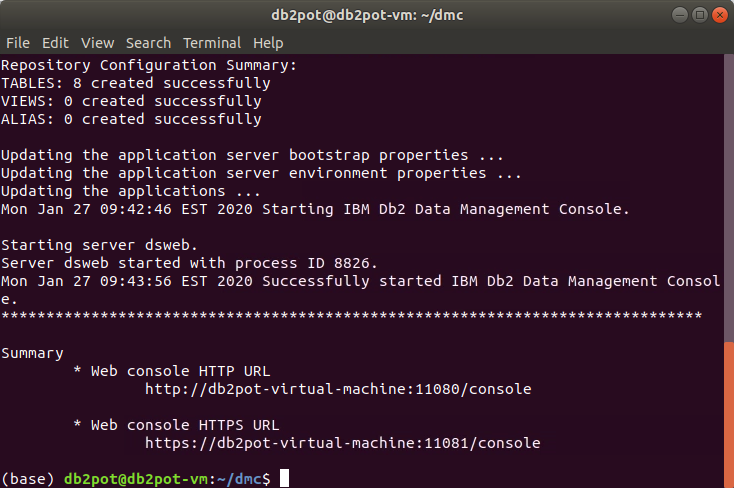 db2pot@db2pot-vm: ~/dmc
File Edit View Search Terminal Help
Repository Configuration Summary:
TABLES: 8 created successfully
VIEWS: 0 created successfully
ALIAS: 0 created successfully
Updating the application server bootstrap properties ...
Updating the application server environment properties ...
Updating the applications ...
Mon Jan 27 09:42:46 EST 2020 Starting IBM Db2 Data Management Console.
Starting server dsweb.
Server dsweb started with process ID 8826.
Mon Jan 27 09:43:56 EST 2020 Successfully started IBM Db2 Data Management Consol
e.
******************************************************************************
Summary
* Web console HTTP URL
http://db2pot-virtual-machine:11080/console
* Web console HTTPS URL
https://db2pot-virtual-machine:11081/console
(base) db2pot@db2pot-vm:~/dmc$